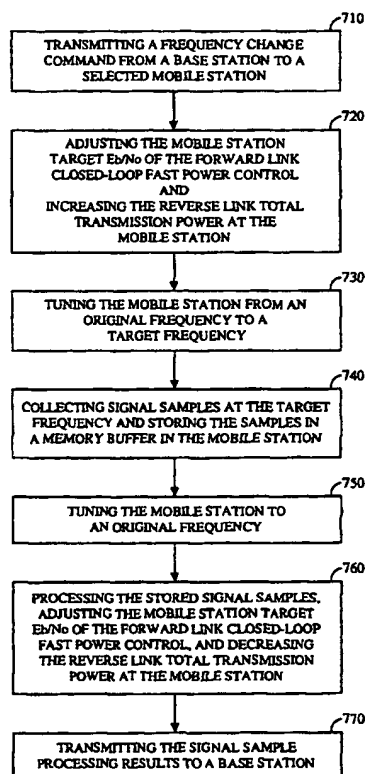 710
TRANSMITTING A FREQUENCY CHANGE
COMMAND FROM A BASE STATION TO A
SELECTED MOBILE STATION
720
ADJUSTING THE MOBILE STATION
TARGET Eb/No OF THE FORWARD LINK
CLOSED-LOOP FAST POWER CONTROL
AND
INCREASING THE REVERSE LINK TOTAL
TRANSMISSION POWER AT THE
MOBILE STATION
730
TUNING THE MOBILE STATION FROM AN
ORIGINAL FREQUENCY TO A
TARGET FREQUENCY
740
COLLECTING SIGNAL SAMPLES AT THE TARGET
FREQUENCY AND STORING THE SAMPLES IN
A MEMORY BUFFER IN THE MOBILE STATION
750
TUNING THE MOBILE STATION TO
AN ORIGINAL FREQUENCY
760
PROCESSING THE STORED SIGNAL SAMPLES,
ADJUSTING THE MOBILE STATION TARGET
Eb/No OF THE FORWARD LINK CLOSED-LOOP
FAST POWER CONTROL, AND DECREASING
THE REVERSE LINK TOTAL TRANSMISSION
POWER AT THE MOBILE STATION
770
TRANSMITTING THE SIGNAL SAMPLE
PROCESSING RESULTS TO A BASE STATION